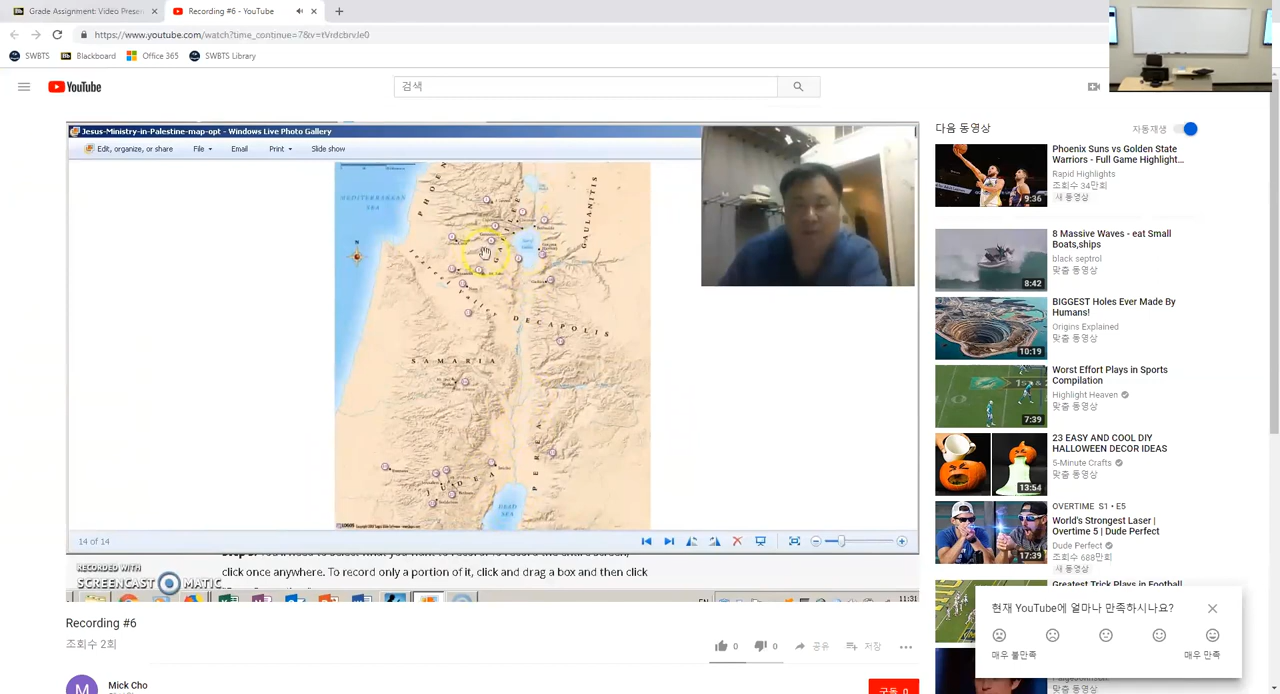 Grade Assignment: Video Prese
Recording #6 - YouTube
https://www.youtube.com/watch?time_continue=7&v=tVrdcbrvJe0
SWBTS
Blackboard
Office 365
SWBTS Library
YouTube
검색
Jesus-Ministry-in-Palestine-map-opt - Windows Live Photo Gallery
Edit, organize, or share
File
Email
Print
Slide show
MEDITERRANEAN
SEA
PHOEN
GAULANITIS
N
DECAPOLIS
SAMARIA
PEREA
JUDEA
DEAD
SEA
14 of 14
click once anywhere. To record only a portion of it, click and drag a box and then click
RECORDED WITH
SCREENCAST MATIC
EN
11:31
Recording #6
조회수 2회
0
0
공유
저장
M
Mick Cho
구독 0
다음 동영상
자동재생
9:36
Phoenix Suns vs Golden State
Warriors - Full Game Highlight...
Rapid Highlights
조회수 34만회
새 동영상
8:42
8 Massive Waves - eat Small
Boats,ships
black septrol
맞춤 동영상
10:19
BIGGEST Holes Ever Made By
Humans!
Origins Explained
맞춤 동영상
7:39
Worst Effort Plays in Sports
Compilation
Highlight Heaven
맞춤 동영상
13:54
23 EASY AND COOL DIY
HALLOWEEN DECOR IDEAS
5-Minute Crafts
맞춤 동영상
17:39
OVERTIME S1 • E5
World's Strongest Laser |
Overtime 5 | Dude Perfect
Dude Perfect
조회수 688만회
새 동영상
Greatest Trick Plays in Football
현재 YouTube에 얼마나 만족하시나요?
매우 불만족
매우 만족